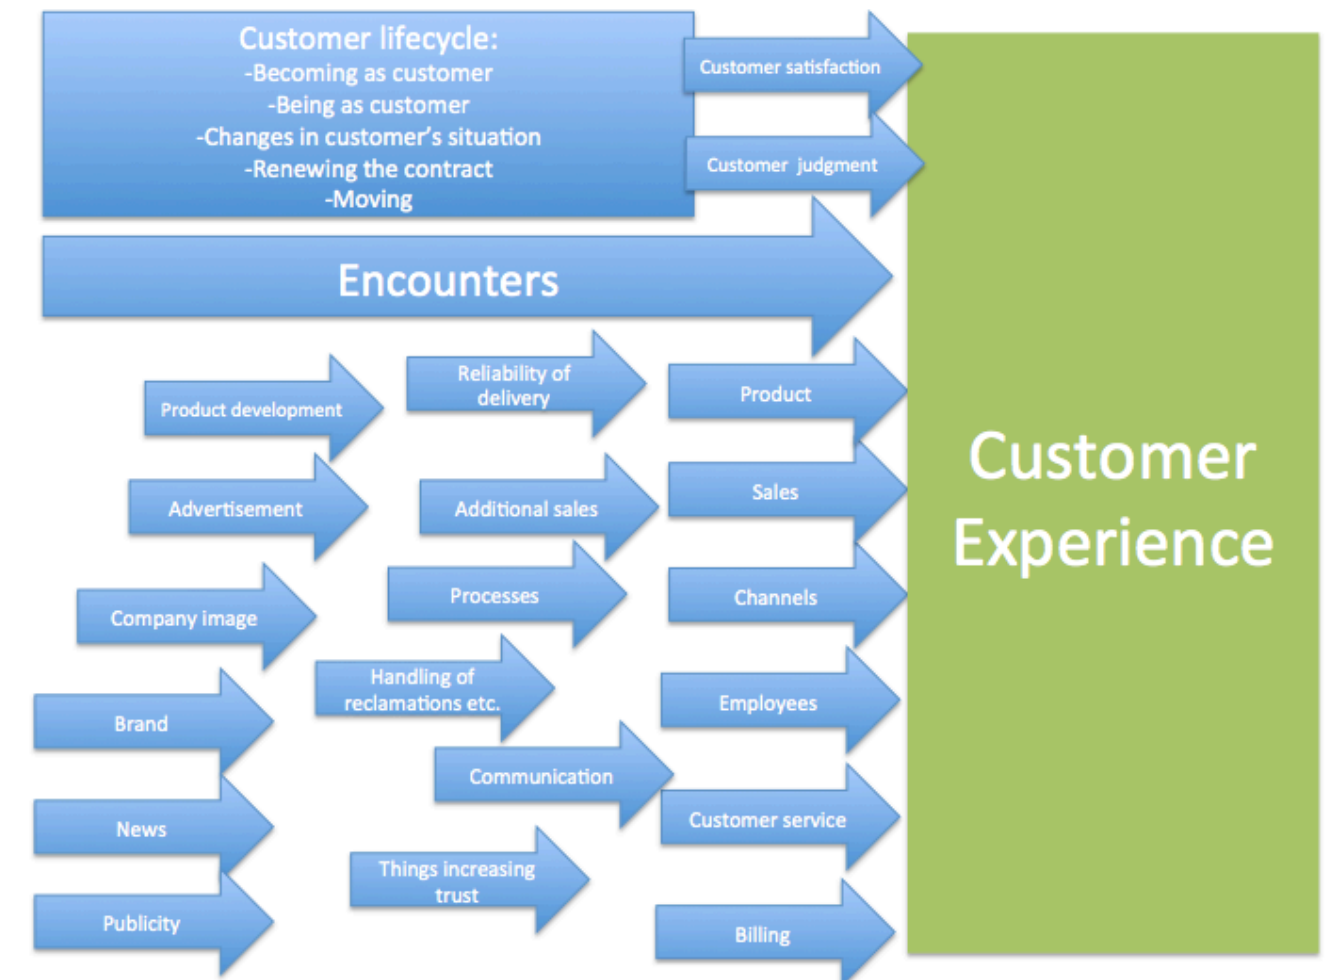 Customer lifecycle:
-Becoming as customer
-Being as customer
-Changes in customer's situation
-Renewing the contract
-Moving
Customer satisfaction
Customer judgment
Encounters
Product development
Reliability of
delivery
Product
Advertisement
Additional sales
Sales
Company image
Processes
Channels
Brand
Handling of
reclamations etc.
Employees
Communication
News
Customer service
Things increasing
trust
Publicity
Billing
Customer
Experience